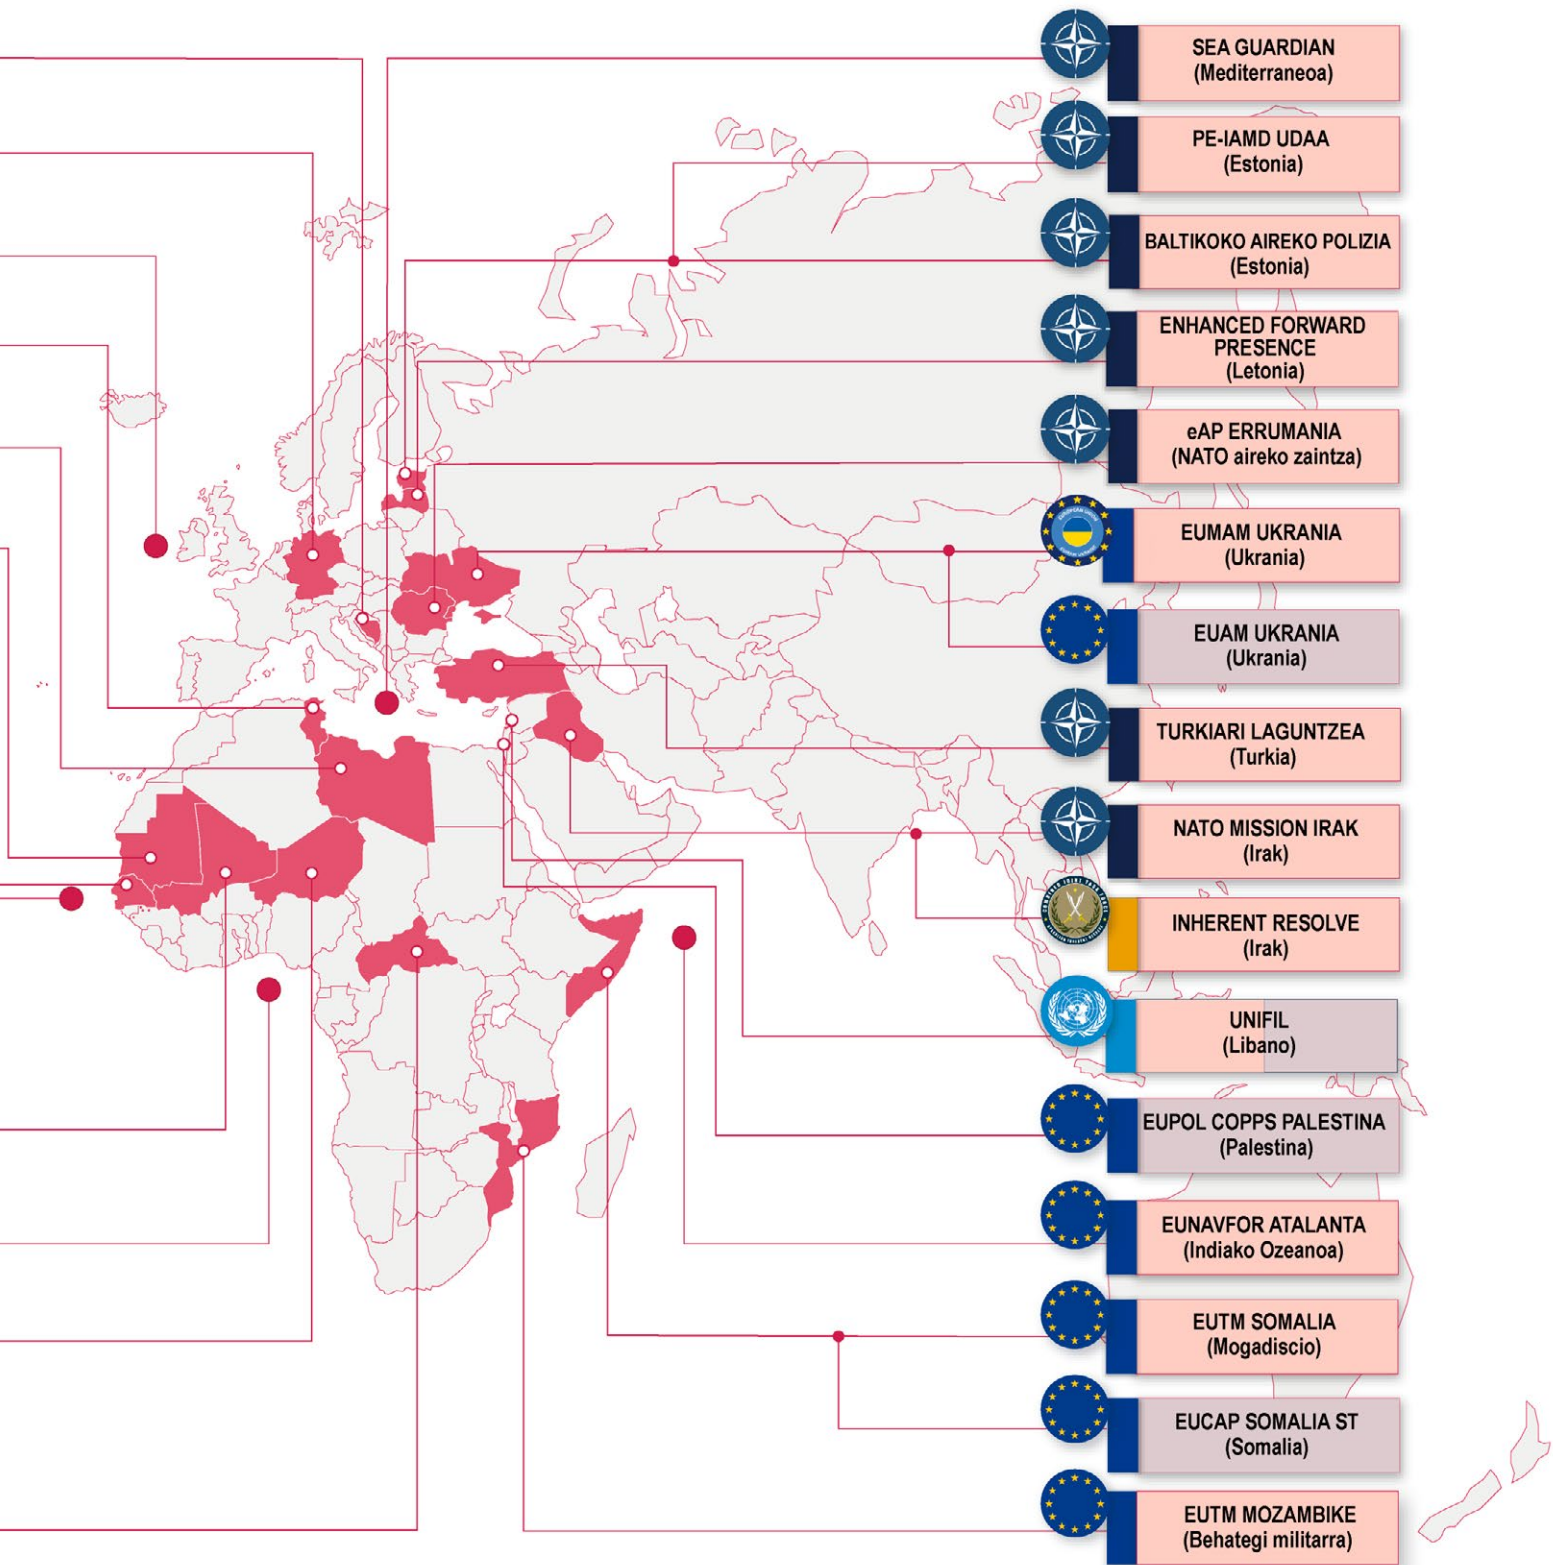 SEA GUARDIAN
(Mediterraneoa)
PE-IAMD UDAA
(Estonia)
BALTIKOKO AIREKO POLIZIA
(Estonia)
ENHANCED FORWARD
PRESENCE
(Letonia)
eAP ERRUMANIA
(NATO aireko zaintza)
EUMAM UKRANIA
(Ukrania)
EUAM UKRANIA
(Ukrania)
TURKIARI LAGUNTZEA
(Turkia)
NATO MISSION IRAK
(Irak)
INHERENT RESOLVE
(Irak)
UNIFIL
(Libano)
EUPOL COPPS PALESTINA
(Palestina)
EUNAVFOR ATALANTA
(Indiako Ozeanoa)
EUTM SOMALIA
(Mogadiscio)
EUCAP SOMALIA ST
(Somalia)
EUTM MOZAMBIKE
(Behategi militarra)